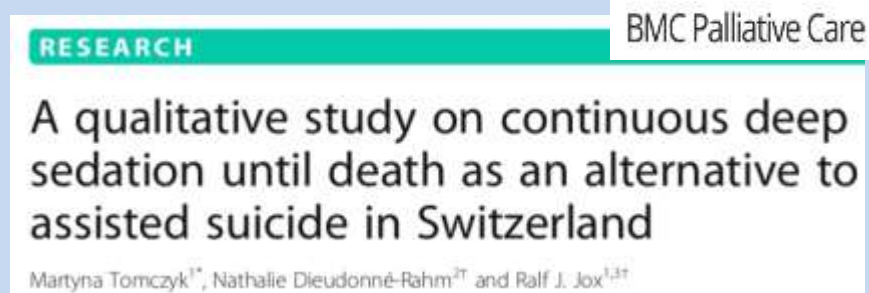 BMC Palliative Care
RESEARCH
A qualitative study on continuous deep
sedation until death as an alternative to
assisted suicide in Switzerland
Martyna Tomczyk¹*, Nathalie Dieudonné-Rahm²† and Ralf J. Jox¹,³†